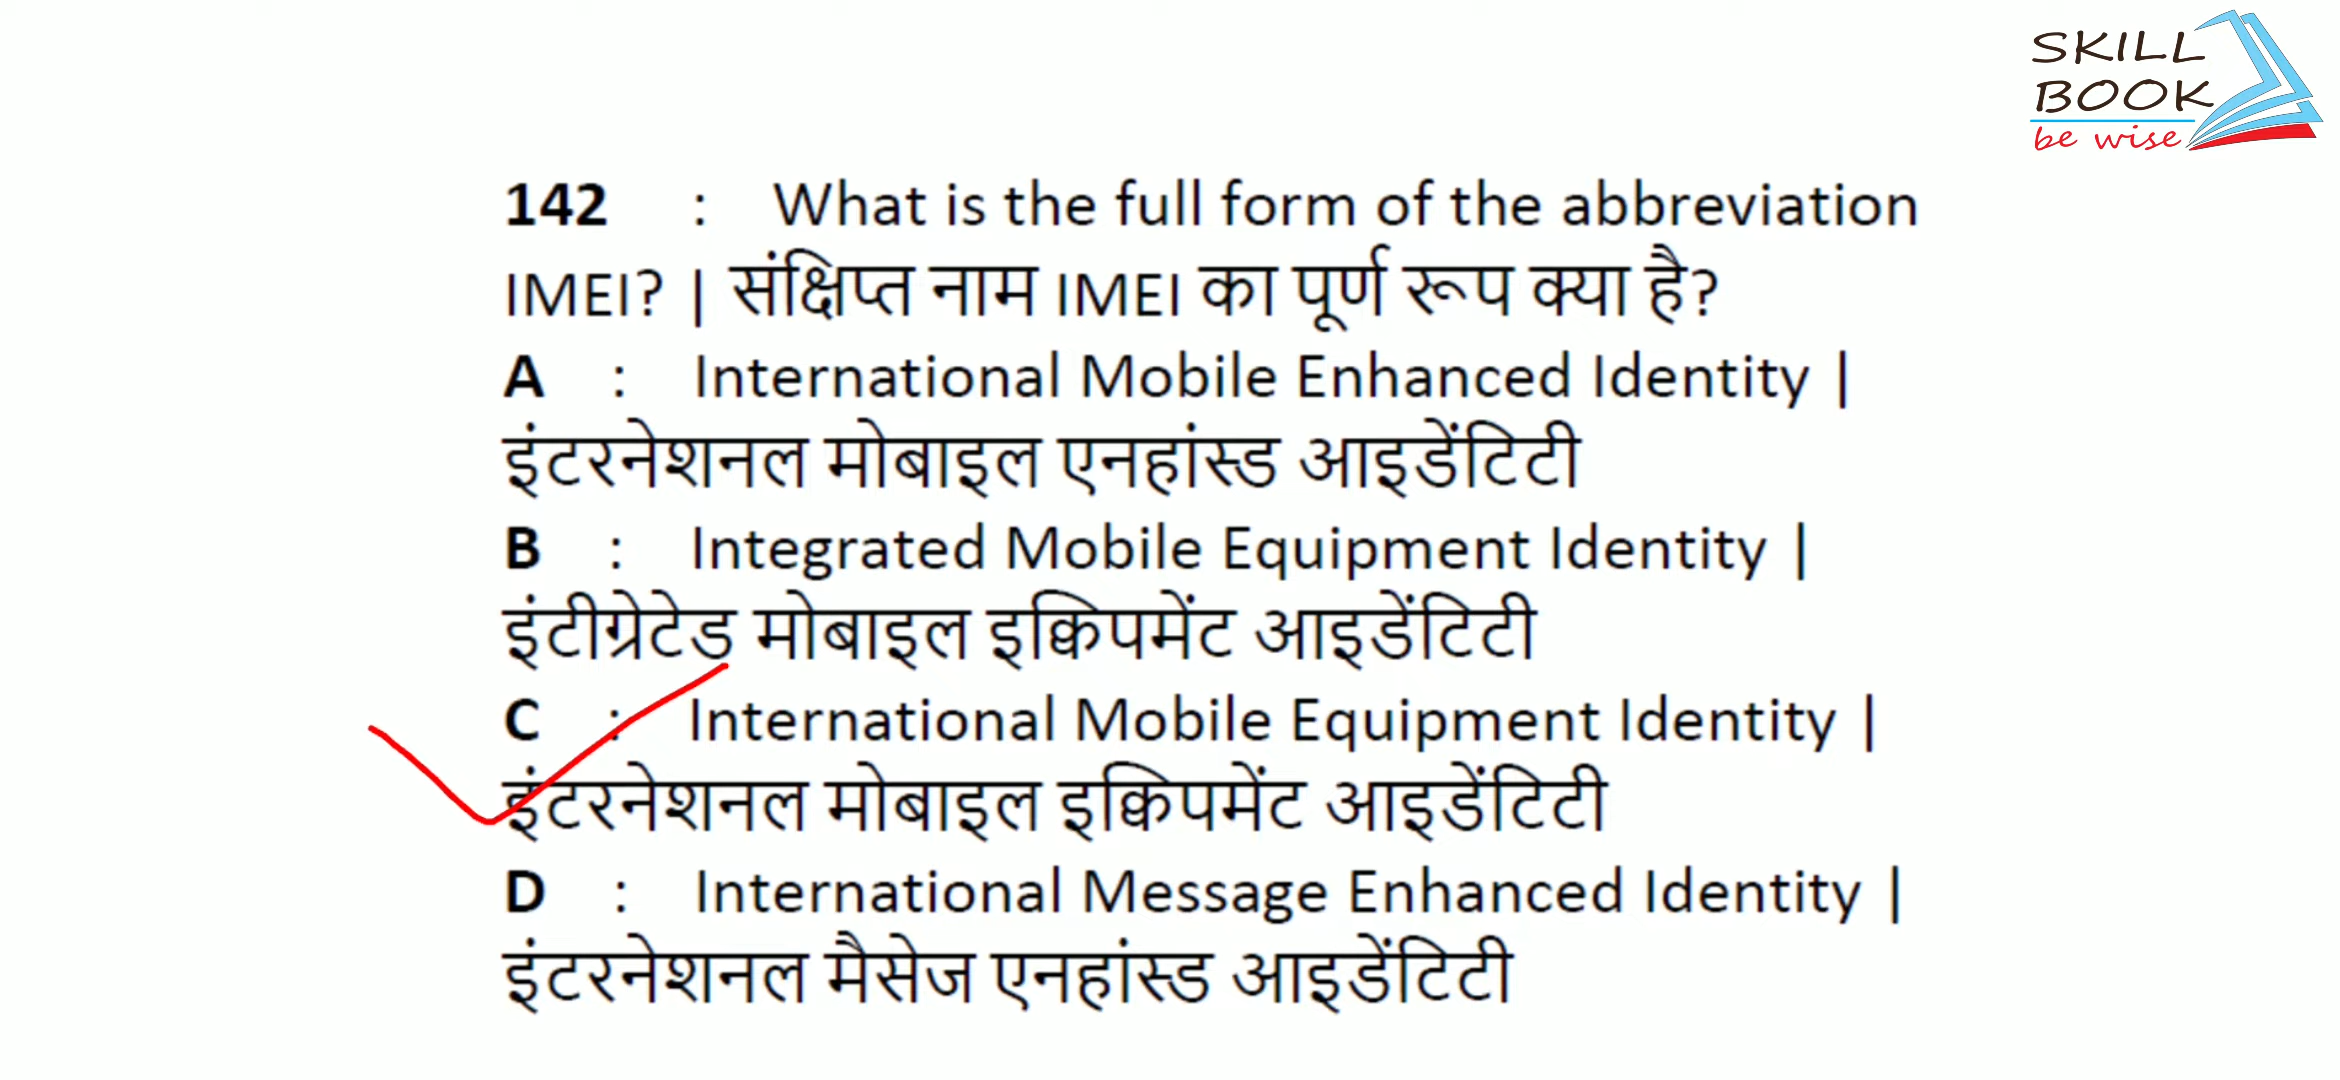 SKILL
BOOK
be wise
142 : What is the full form of the abbreviation
IMEI? | संक्षिप्त नाम IMEI का पूर्ण रूप क्या है?
A : International Mobile Enhanced Identity |
इंटरनेशनल मोबाइल एनहांस्ड आइडेंटिटी
B : Integrated Mobile Equipment Identity |
इंटीग्रेटेड मोबाइल इक्विपमेंट आइडेंटिटी
C : International Mobile Equipment Identity |
इंटरनेशनल मोबाइल इक्विपमेंट आइडेंटिटी
D : International Message Enhanced Identity |
इंटरनेशनल मैसेज एनहांस्ड आइडेंटिटी